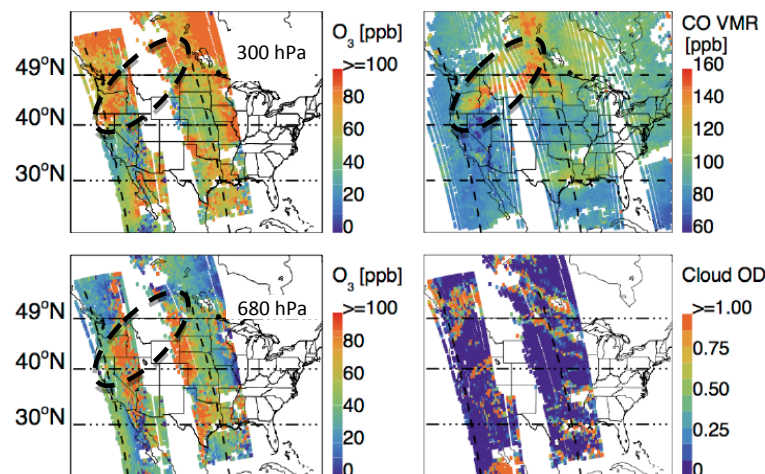 O3 [ppb]
>=100
80
60
40
20
0
300 hPa
49°N
40°N
30°N
CO VMR
[ppb]
160
140
120
100
80
60
O3 [ppb]
>=100
80
60
40
20
0
680 hPa
49°N
40°N
30°N
Cloud OD
>=1.00
0.75
0.50
0.25
0